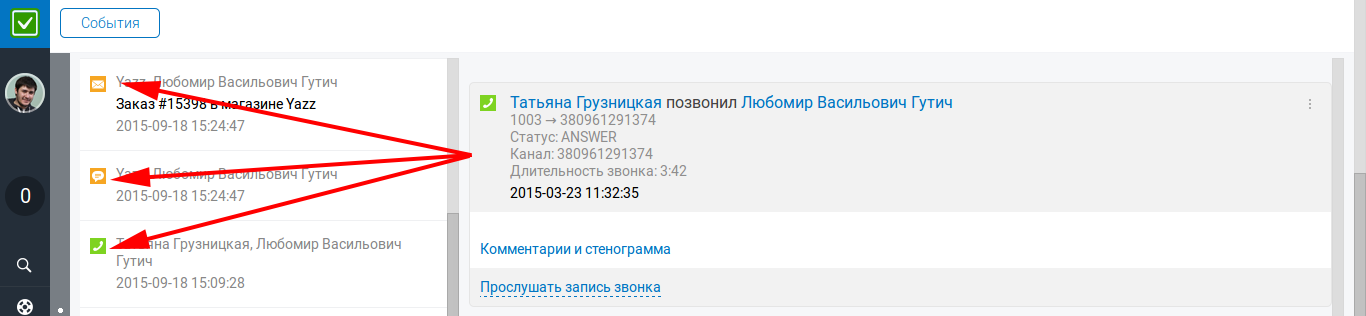 События
Yazz, Любомир Васильович Гутич
Заказ #15398 в магазине Yazz
2015-09-18 15:24:47
Yazz, Любомир Васильович Гутич
2015-09-18 15:24:47
Татьяна Грузницкая, Любомир Васильович
Гутич
2015-09-18 15:09:28
0
Татьяна Грузницкая позвонил Любомир Васильович Гутич
1003 → 380961291374
Статус: ANSWER
Канал: 380961291374
Длительность звонка: 3:42
2015-03-23 11:32:35
Комментарии и стенограмма
Прослушать запись звонка